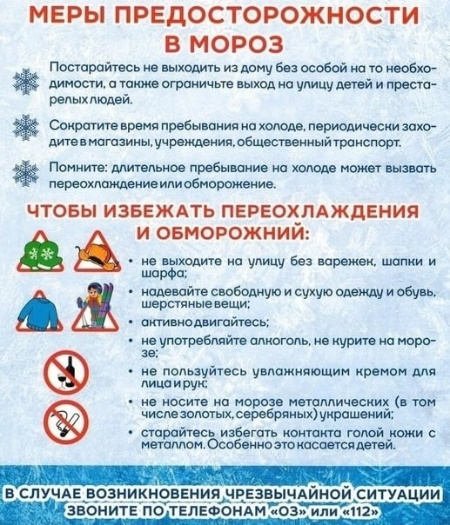 МЕРЫ ПРЕДОСТОРОЖНОСТИ
В МОРОЗ
Постарайтесь не выходить из дому без особой на то необхо-
димости, а также ограничьте выход на улицу детей и преста-
релых людей.
Сократите время пребывания на холоде, периодически захо-
дите в магазины, учреждения, общественный транспорт.
Помните: длительное пребывание на холоде может вызвать
переохлаждение или обморожение.
ЧТОБЫ ИЗБЕЖАТЬ ПЕРЕОХЛАЖДЕНИЯ
И ОБМОРОЖНИЙ:
• не выходите на улицу без варежек, шапки и
шарфа;
• надевайте свободную и сухую одежду и обувь,
шерстяные вещи;
• активно двигайтесь;
• не употребляйте алкоголь, не курите на моро-
зе;
• не пользуйтесь увлажняющим кремом для
лица и рук;
• не носите на морозе металлических (в том
числе золотых, серебряных) украшений;
• старайтесь избегать контакта голой кожи с
металлом. Особенно это касается детей.
В СЛУЧАЕ ВОЗНИКНОВЕНИЯ ЧРЕЗВЫЧАЙНОЙ СИТУАЦИИ
ЗВОНИТЕ ПО ТЕЛЕФОНАМ «03» или «112»